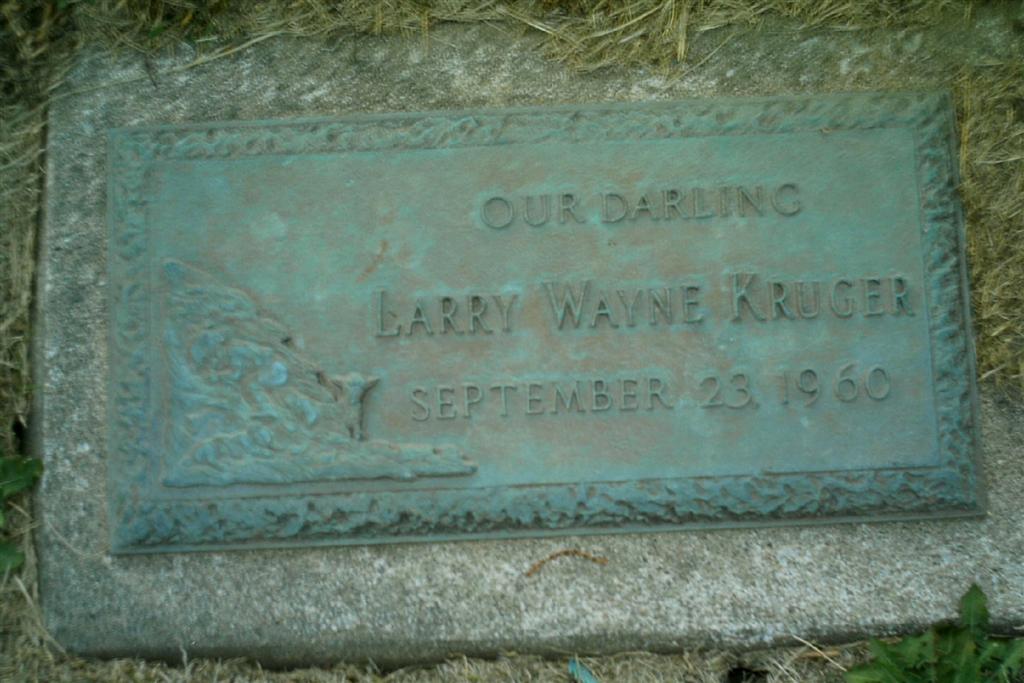 OUR DARLING
LARRY WAYNE KRUGER
SEPTEMBER 23, 1960